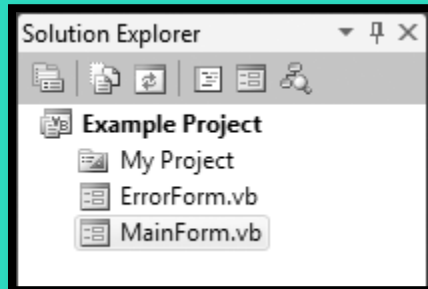 Solution Explorer
Example Project
My Project
ErrorForm.vb
MainForm.vb